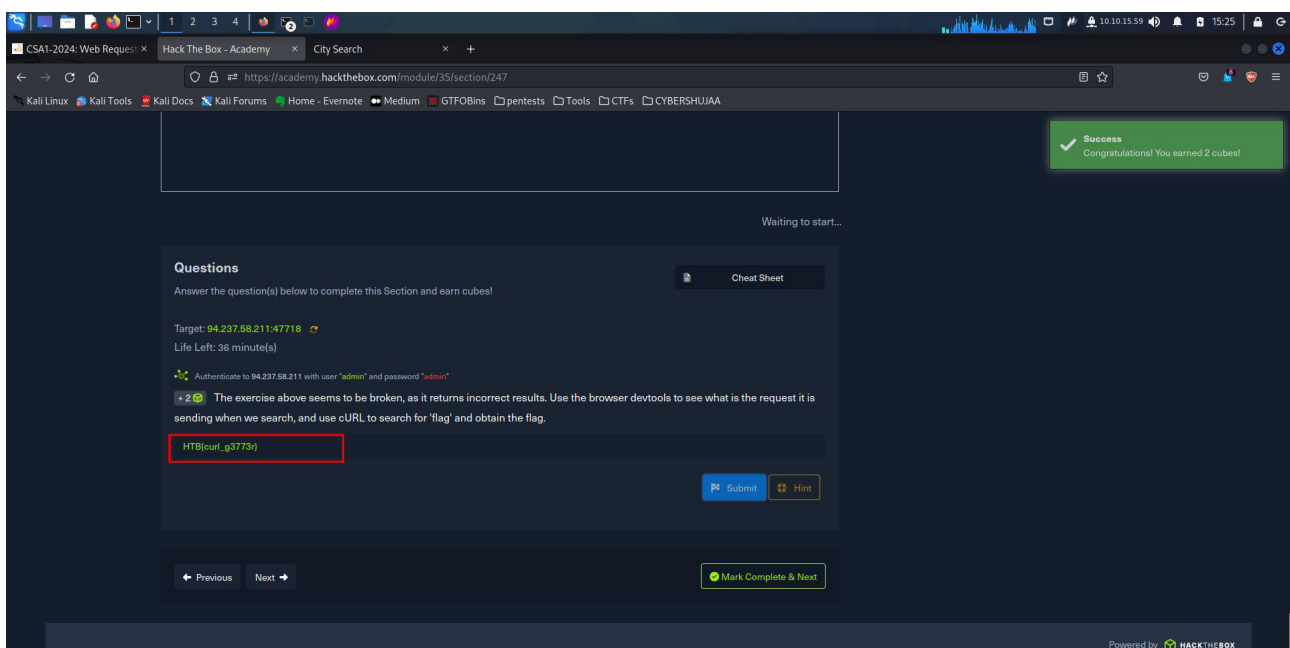 1 2 3 4 2 10.10.15.59 15:25
CSA1-2024: Web Request × Hack The Box - Academy × City Search × +
https://academy.hackthebox.com/module/35/section/247
Kali Linux Kali Tools Kali Docs Kali Forums Home - Evernote Medium GTFOBins pentests Tools CTFs CYBERSHUJAA
Success
Congratulations! You earned 2 cubes!
Waiting to start...
Questions
Cheat Sheet
Answer the question(s) below to complete this Section and earn cubes!
Target: 94.237.58.211:47718
Life Left: 36 minute(s)
Authenticate to 94.237.58.211 with user "admin" and password "admin"
+ 2 The exercise above seems to be broken, as it returns incorrect results. Use the browser devtools to see what is the request it is
sending when we search, and use cURL to search for 'flag' and obtain the flag.
HTB{curl_g3773r}
Submit Hint
Previous Next Mark Complete & Next
Powered by HACKTHEBOX